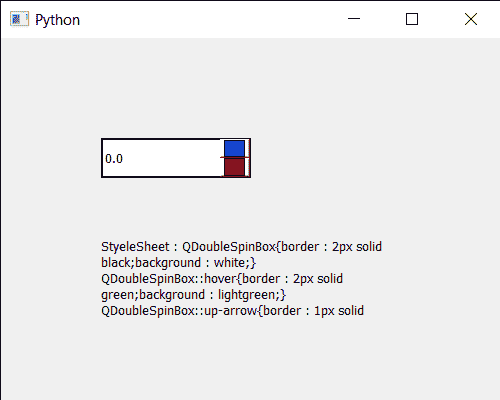 Python
0.0
StyeleSheet : QDoubleSpinBox{border : 2px solid
black;background : white;}
QDoubleSpinBox::hover{border : 2px solid
green;background : lightgreen;}
QDoubleSpinBox::up-arrow{border : 1px solid